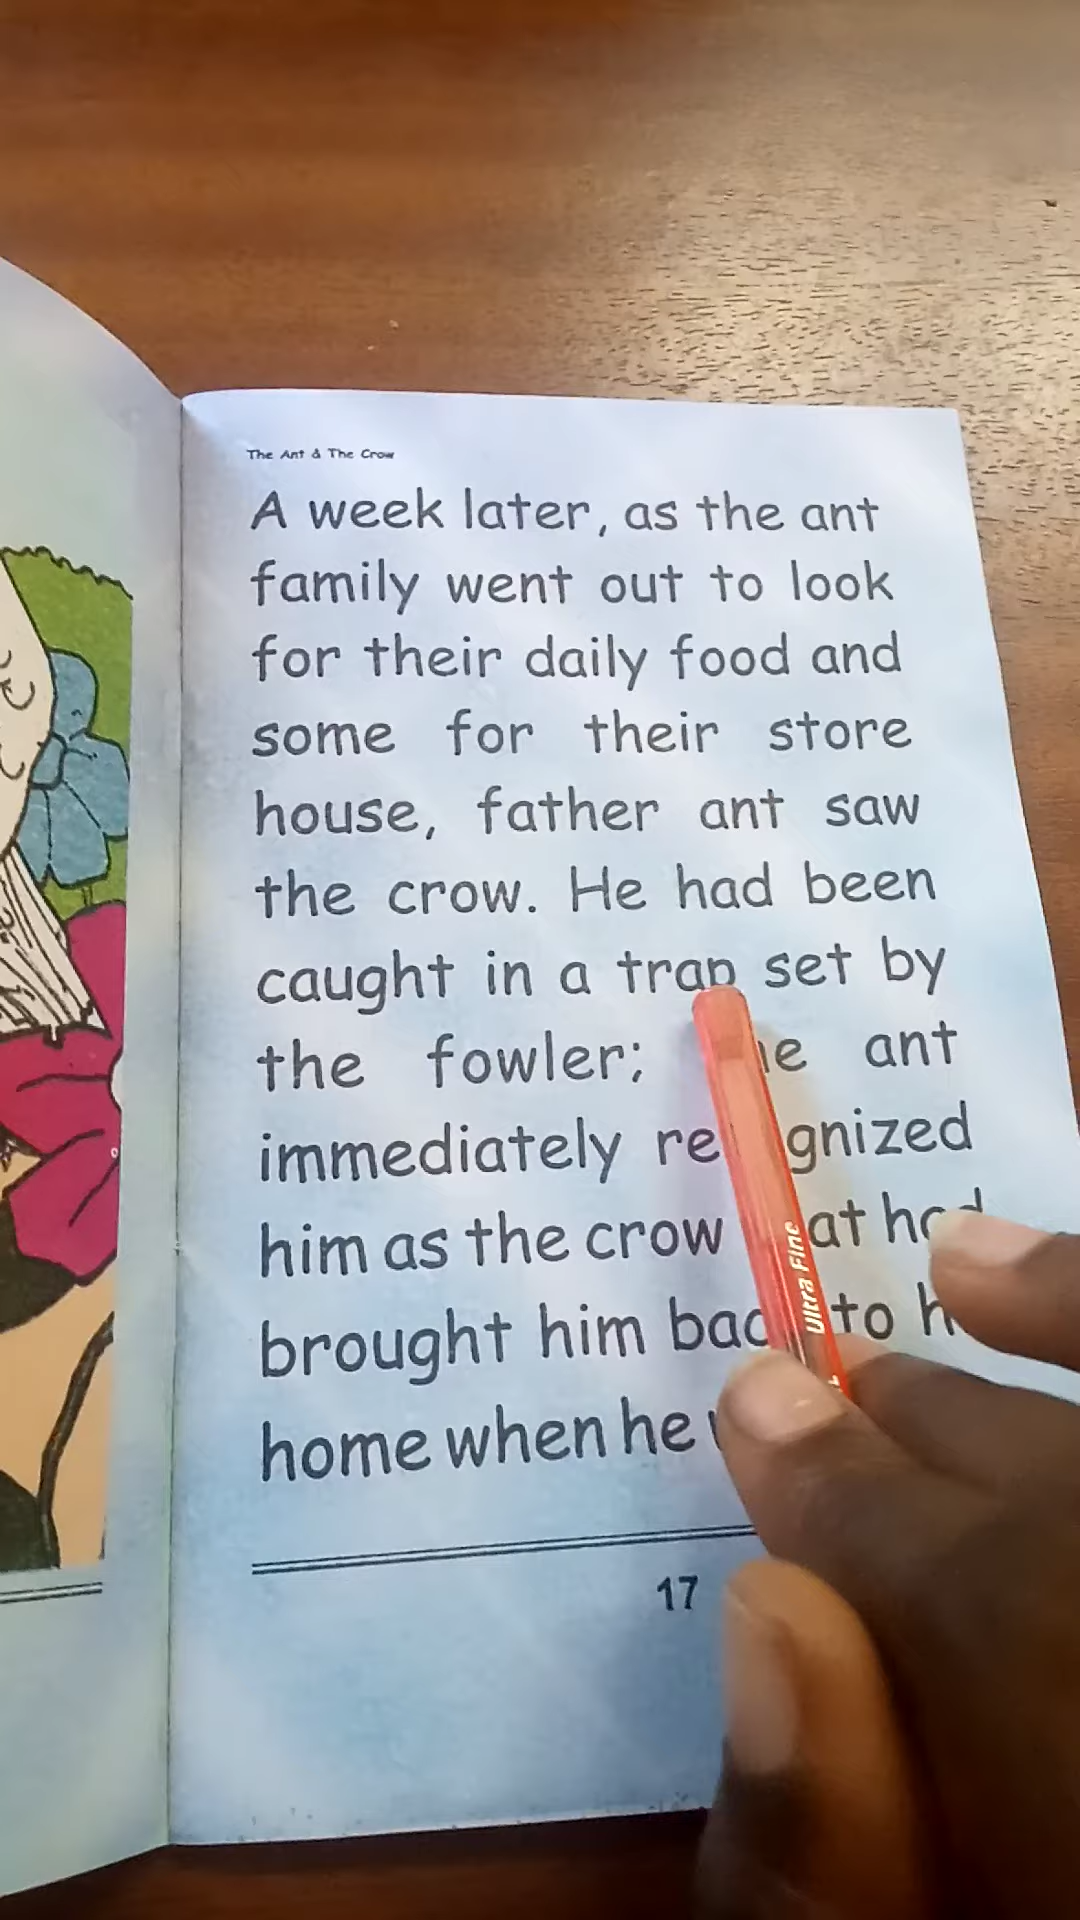 The Ant & The Crow
A week later, as the ant
family went out to look
for their daily food and
some for their store
house, father ant saw
the crow. He had been
caught in a trap set by
the fowler; ant
immediately
him as the crow
brought him to
home when he
17
Ultra Fine